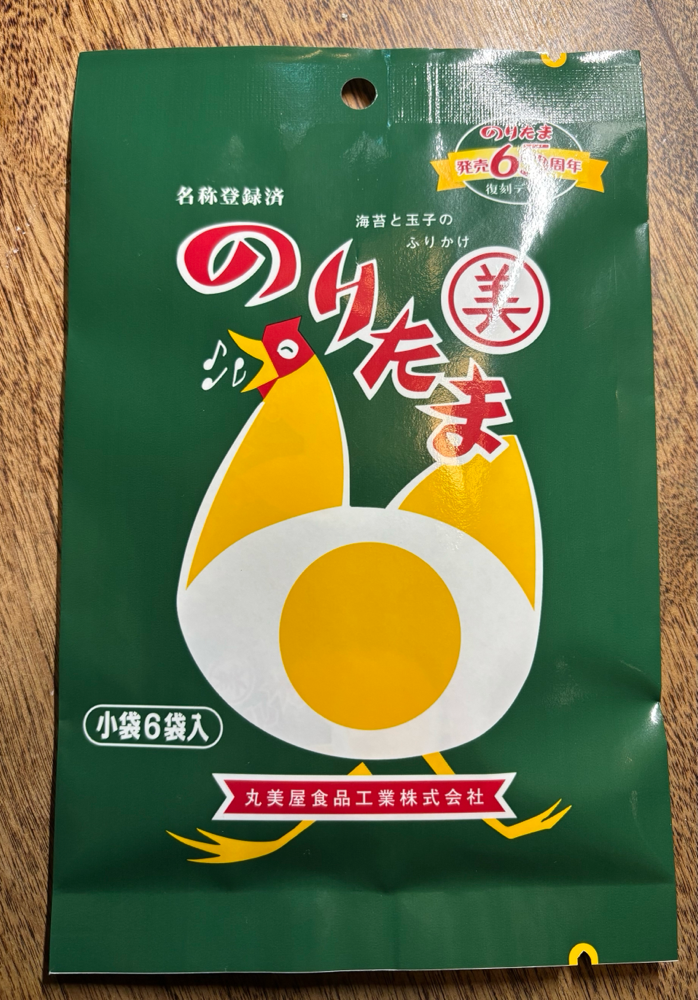 のりたま
発売6 周年
復刻デ
名称登録済
海苔と玉子の
ふりかけ
のりたま
美
小袋6袋入
丸美屋食品工業株式会社